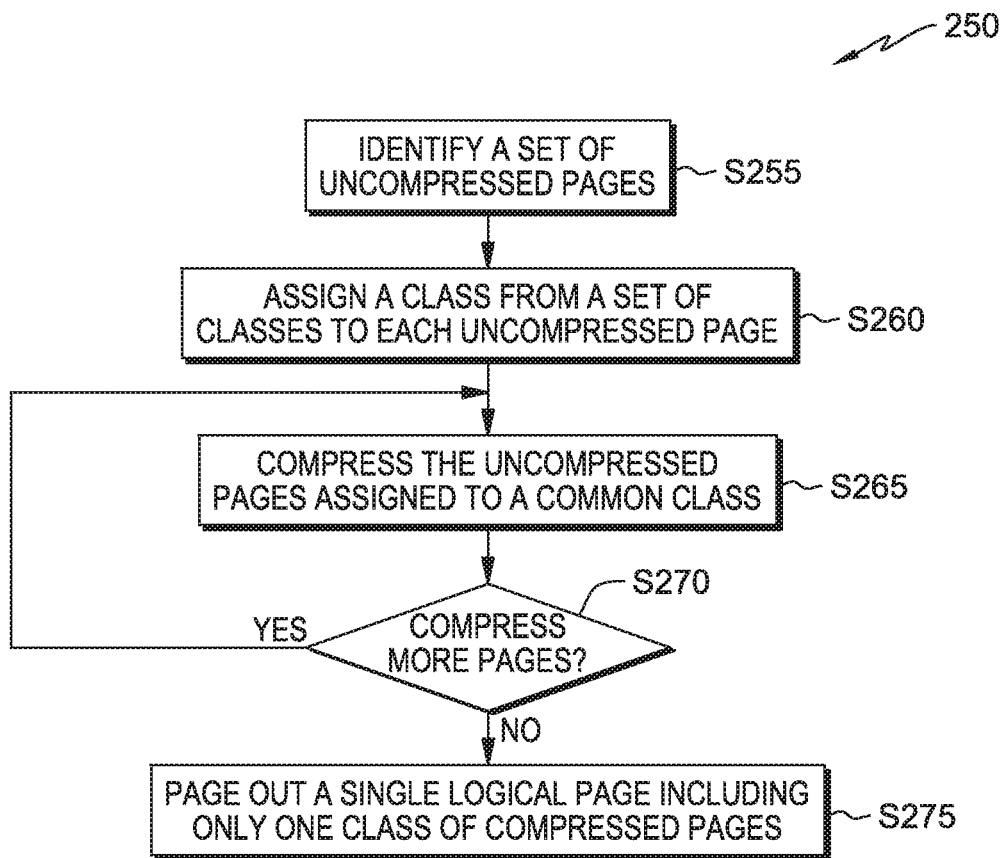 250
IDENTIFY A SET OF
UNCOMPRESSED PAGES
S255
ASSIGN A CLASS FROM A SET OF
CLASSES TO EACH UNCOMPRESSED PAGE
S260
COMPRESS THE UNCOMPRESSED
PAGES ASSIGNED TO A COMMON CLASS
S265
S270
YES
COMPRESS
MORE PAGES?
NO
PAGE OUT A SINGLE LOGICAL PAGE INCLUDING
ONLY ONE CLASS OF COMPRESSED PAGES
S275